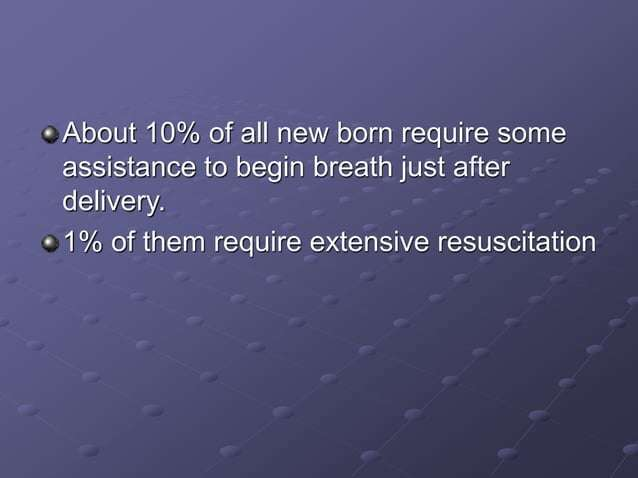 About 10% of all new born require some
assistance to begin breath just after
delivery.
1% of them require extensive resuscitation